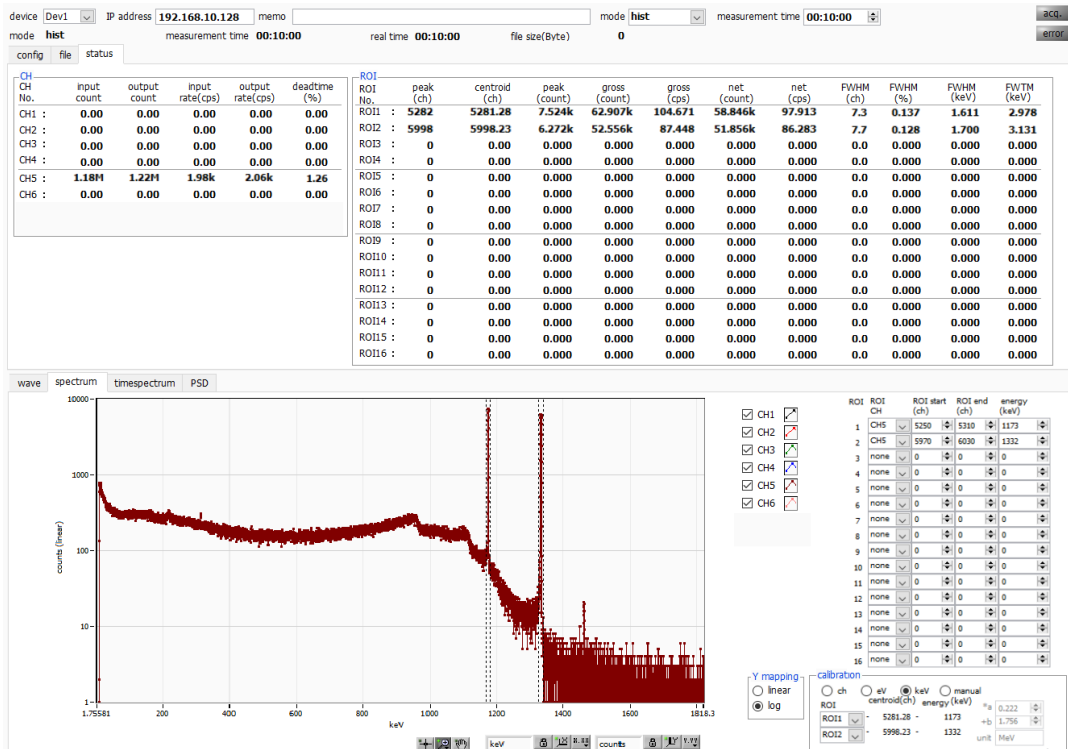 device Dev1 IP address 192.168.10.128 memo mode hist measurement time 00:10:00 acq.
mode hist measurement time 00:10:00 real time 00:10:00 file size(Byte) 0 error
config file status
CH
CH No. input count output count input rate(cps) output rate(cps) deadtime (%)
CH1 : 0.00 0.00 0.00 0.00 0.00
CH2 : 0.00 0.00 0.00 0.00 0.00
CH3 : 0.00 0.00 0.00 0.00 0.00
CH4 : 0.00 0.00 0.00 0.00 0.00
CH5 : 1.18M 1.22M 1.98k 2.06k 1.26
CH6 : 0.00 0.00 0.00 0.00 0.00
ROI
ROI No. peak (ch) centroid (ch) peak (count) gross (count) gross (cps) net (count) net (cps) FWHM (ch) FWHM (%) FWHM (keV) FWTM (keV)
ROI1 : 5282 5281.28 7.524k 62.907k 104.671 58.846k 97.913 7.3 0.137 1.611 2.978
ROI2 : 5998 5998.23 6.272k 52.556k 87.448 51.856k 86.283 7.7 0.128 1.700 3.131
ROI3 : 0 0.00 0.000 0.000 0.000 0.000 0.000 0.0 0.000 0.000 0.000
ROI4 : 0 0.00 0.000 0.000 0.000 0.000 0.000 0.0 0.000 0.000 0.000
ROI5 : 0 0.00 0.000 0.000 0.000 0.000 0.000 0.0 0.000 0.000 0.000
ROI6 : 0 0.00 0.000 0.000 0.000 0.000 0.000 0.0 0.000 0.000 0.000
ROI7 : 0 0.00 0.000 0.000 0.000 0.000 0.000 0.0 0.000 0.000 0.000
ROI8 : 0 0.00 0.000 0.000 0.000 0.000 0.000 0.0 0.000 0.000 0.000
ROI9 : 0 0.00 0.000 0.000 0.000 0.000 0.000 0.0 0.000 0.000 0.000
ROI10 : 0 0.00 0.000 0.000 0.000 0.000 0.000 0.0 0.000 0.000 0.000
ROI11 : 0 0.00 0.000 0.000 0.000 0.000 0.000 0.0 0.000 0.000 0.000
ROI12 : 0 0.00 0.000 0.000 0.000 0.000 0.000 0.0 0.000 0.000 0.000
ROI13 : 0 0.00 0.000 0.000 0.000 0.000 0.000 0.0 0.000 0.000 0.000
ROI14 : 0 0.00 0.000 0.000 0.000 0.000 0.000 0.0 0.000 0.000 0.000
ROI15 : 0 0.00 0.000 0.000 0.000 0.000 0.000 0.0 0.000 0.000 0.000
ROI16 : 0 0.00 0.000 0.000 0.000 0.000 0.000 0.0 0.000 0.000 0.000
wave spectrum timespectrum PSD
10000
1000
100
10
1
counts (linear)
1.75581 200 400 600 800 1000 1200 1400 1600 1818.3
keV
keV counts
CH1
CH2
CH3
CH4
CH5
CH6
ROI ROI CH ROI start (ch) ROI end (ch) energy (keV)
1 CH5 5250 5310 1173
2 CH5 5970 6030 1332
3 none 0 0 0
4 none 0 0 0
5 none 0 0 0
6 none 0 0 0
7 none 0 0 0
8 none 0 0 0
9 none 0 0 0
10 none 0 0 0
11 none 0 0 0
12 none 0 0 0
13 none 0 0 0
14 none 0 0 0
15 none 0 0 0
16 none 0 0 0
Y mapping
linear
log
calibration
ch eV keV manual
ROI centroid(ch) energy (keV)
ROI1 - 5281.28 - 1173
ROI2 - 5998.23 - 1332
*a 0.222
+b 1.756
unit MeV